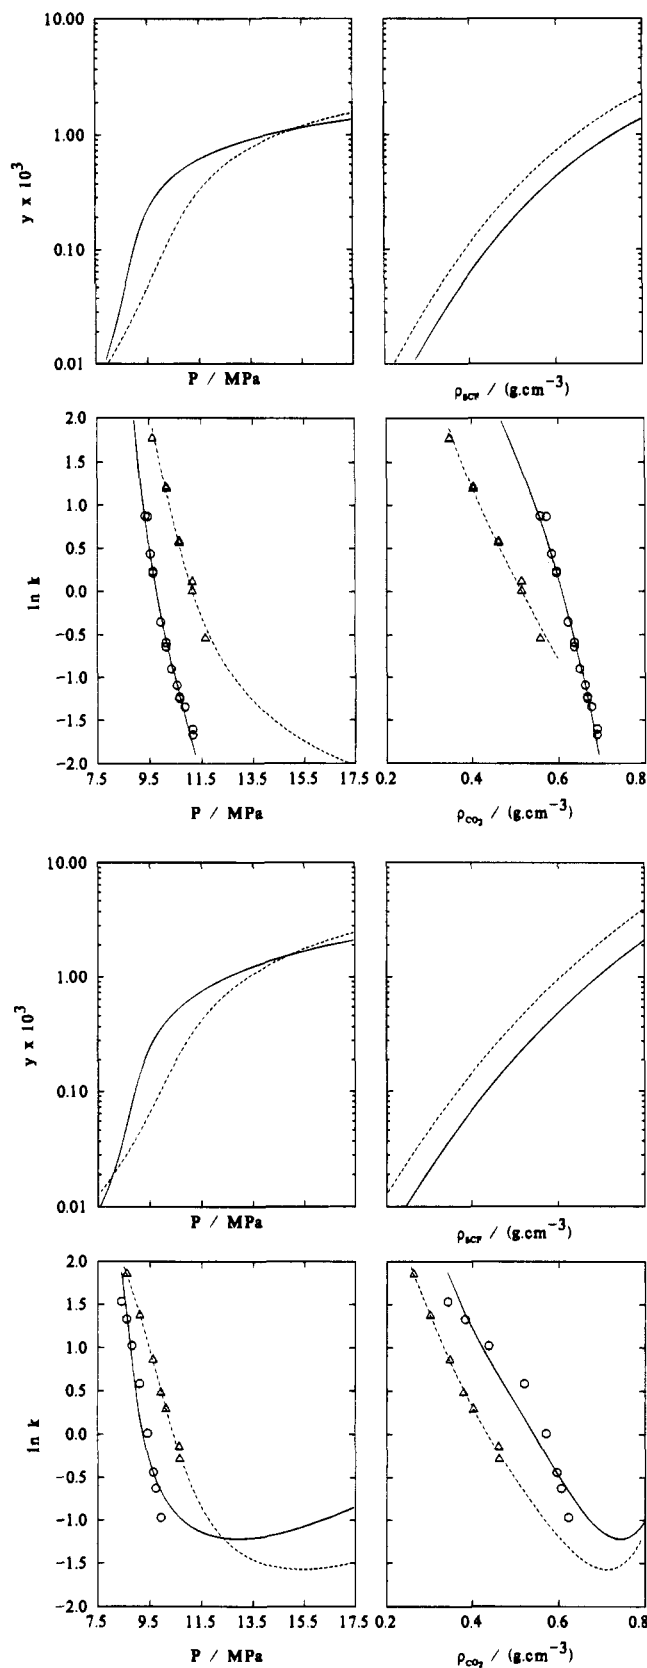 10.00
1.00
0.10
0.01
y x 10³
P / MPa
ρSCF / (g.cm⁻³)
2.0
1.5
1.0
0.5
0.0
-0.5
-1.0
-1.5
-2.0
ln k
7.5 9.5 11.5 13.5 15.5 17.5
0.2 0.4 0.6 0.8
P / MPa
ρCO₂ / (g.cm⁻³)
10.00
1.00
0.10
0.01
y x 10³
P / MPa
ρSCF / (g.cm⁻³)
2.0
1.5
1.0
0.5
0.0
-0.5
-1.0
-1.5
-2.0
ln k
7.5 9.5 11.5 13.5 15.5 17.5
0.2 0.4 0.6 0.8
P / MPa
ρCO₂ / (g.cm⁻³)